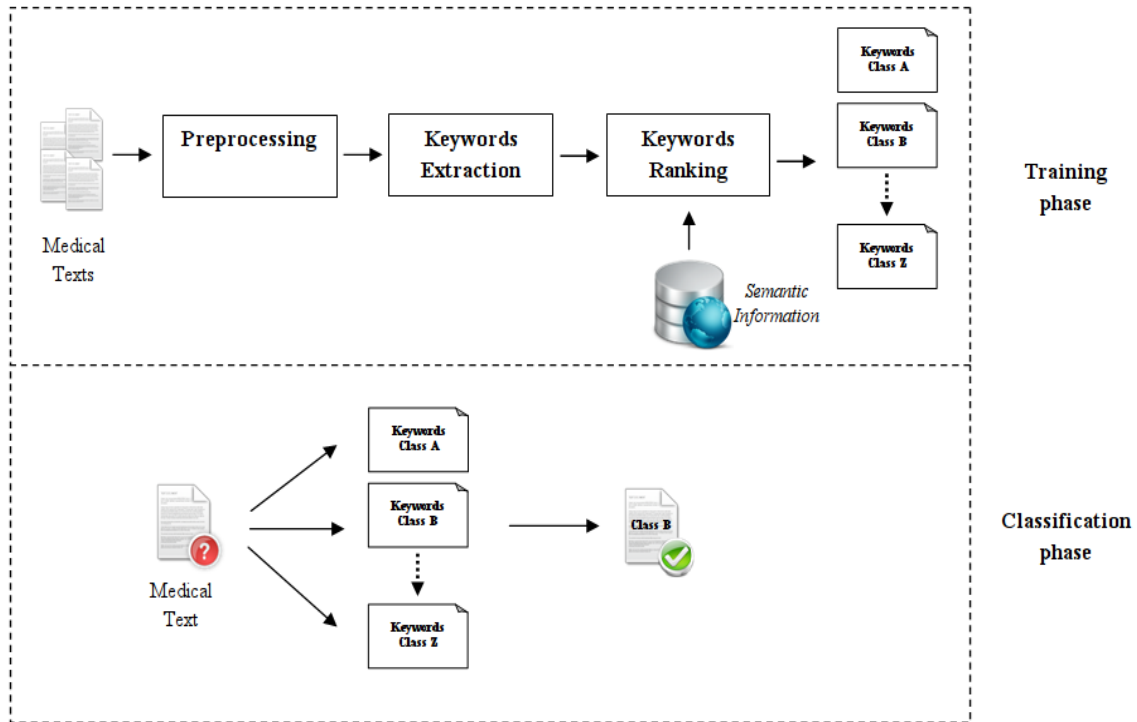 Keywords
Class A
Preprocessing
Keywords
Extraction
Keywords
Ranking
Keywords
Class B
Training
phase
Medical
Texts
Keywords
Class Z
Semantic
Information
Keywords
Class A
Keywords
Class B
Class B
?
Classification
phase
Medical
Text
Keywords
Class Z